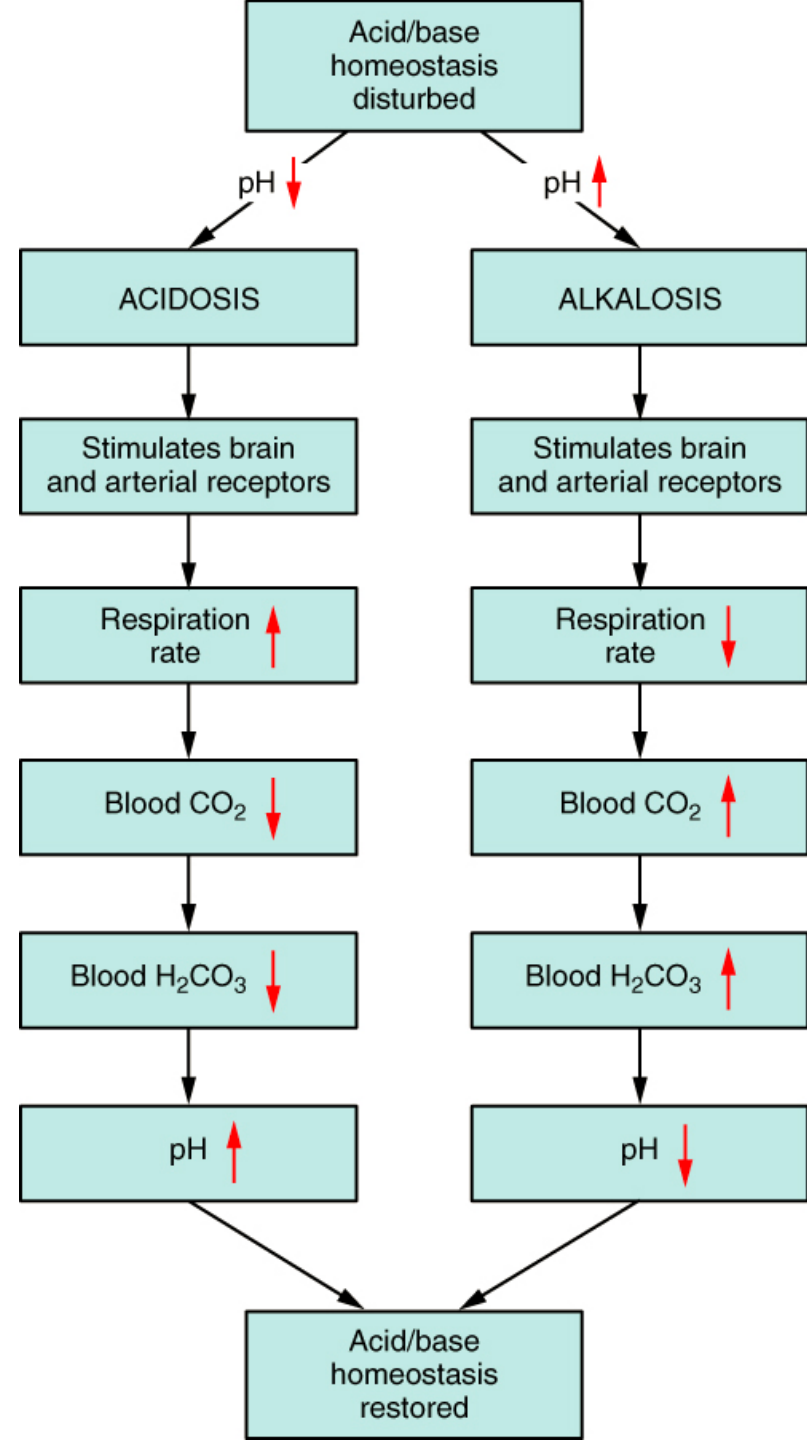 Acid/base
homeostasis
disturbed
pH
pH
ACIDOSIS
ALKALOSIS
Stimulates brain
and arterial receptors
Stimulates brain
and arterial receptors
Respiration
rate
Respiration
rate
Blood CO₂
Blood CO₂
Blood H₂CO₃
Blood H₂CO₃
pH
pH
Acid/base
homeostasis
restored